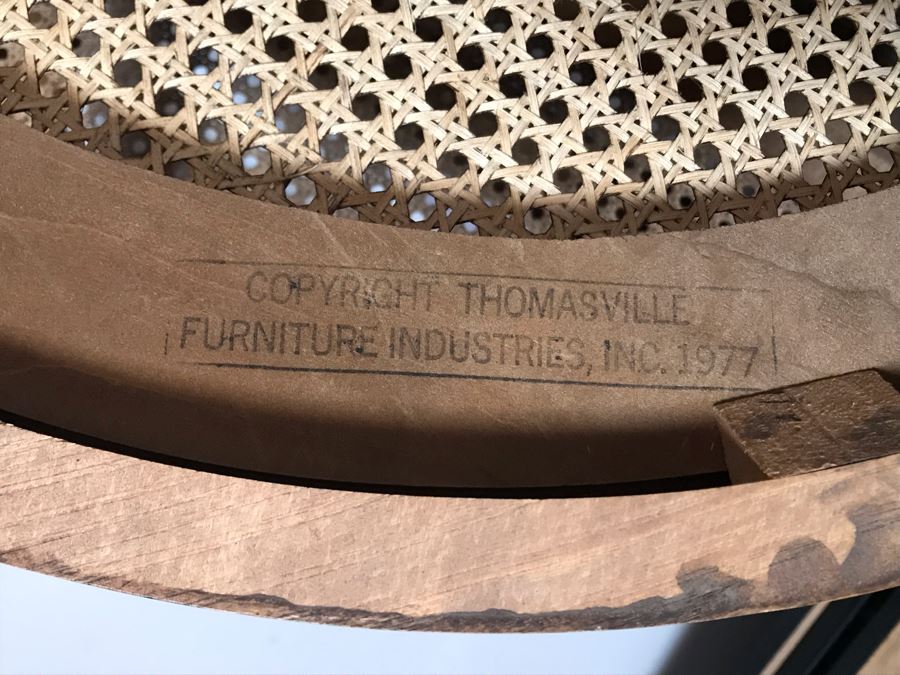 COPYRIGHT THOMASVILLE
FURNITURE INDUSTRIES, INC. 1977